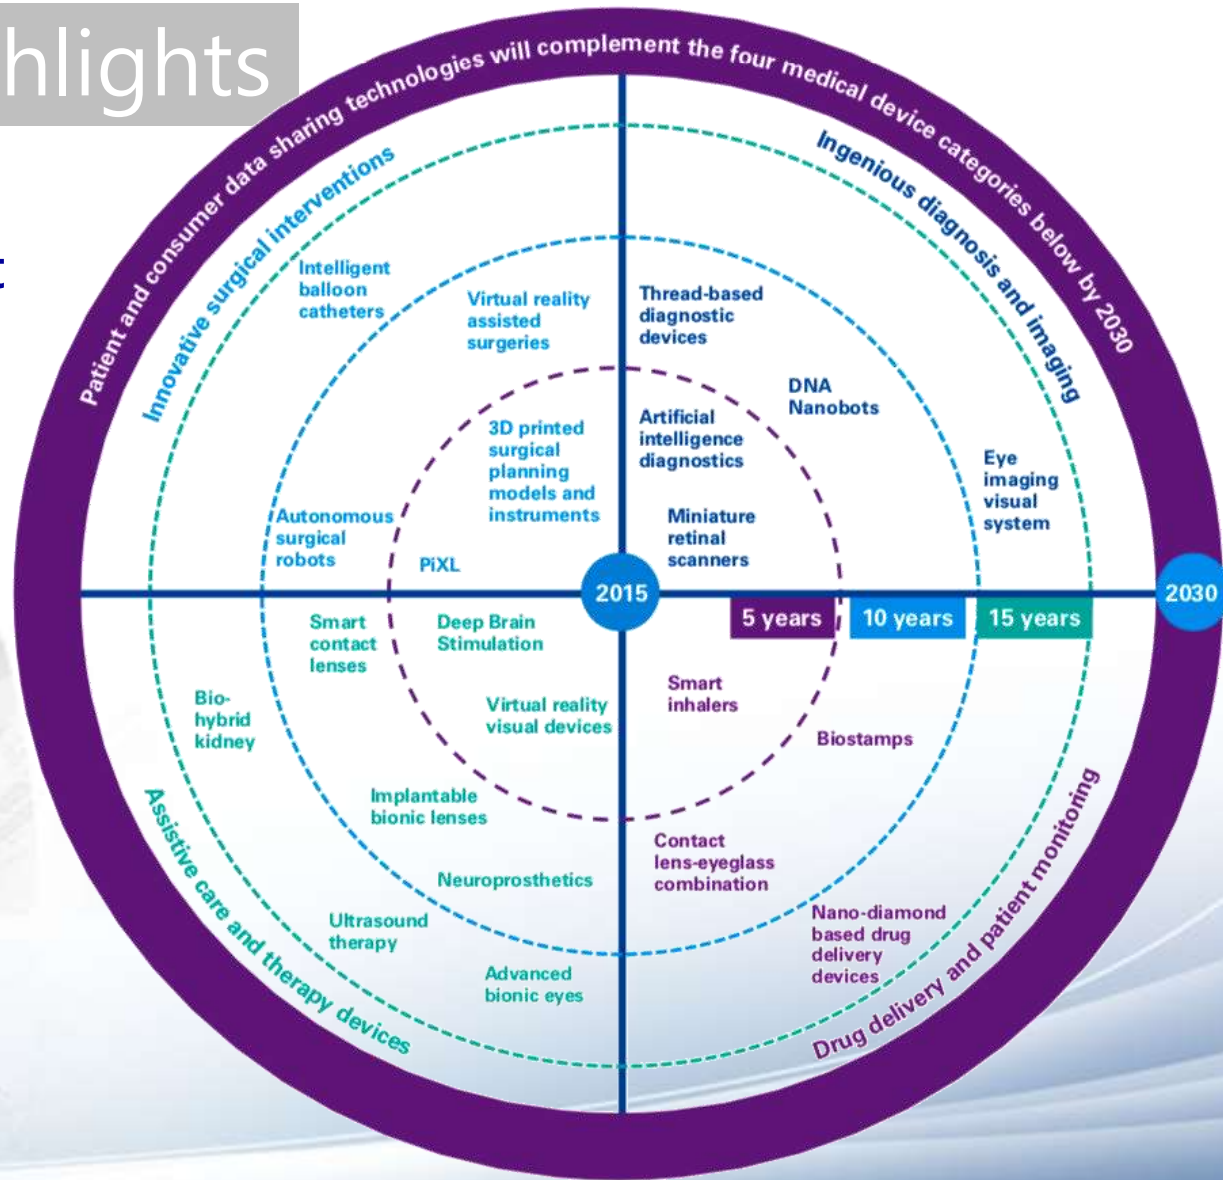 hlights
t
Patient and consumer data sharing technologies will complement the four medical device categories below by 2030
Innovative surgical interventions
Intelligent
balloon
catheters
Virtual reality
assisted
surgeries
3D printed
surgical
planning
models and
instruments
Autonomous
surgical
robots
PiXL
Ingenious diagnosis and imaging
Thread-based
diagnostic
devices
DNA
Nanobots
Artificial
intelligence
diagnostics
Eye
imaging
visual
system
Miniature
retinal
scanners
2015
2030
5 years
10 years
15 years
Smart
contact
lenses
Deep Brain
Stimulation
Bio-
hybrid
kidney
Virtual reality
visual devices
Implantable
bionic lenses
Neuroprosthetics
Ultrasound
therapy
Advanced
bionic eyes
Assistive care and therapy devices
Smart
inhalers
Biostamps
Contact
lens-eyeglass
combination
Nano-diamond
based drug
delivery
devices
Drug delivery and patient monitoring